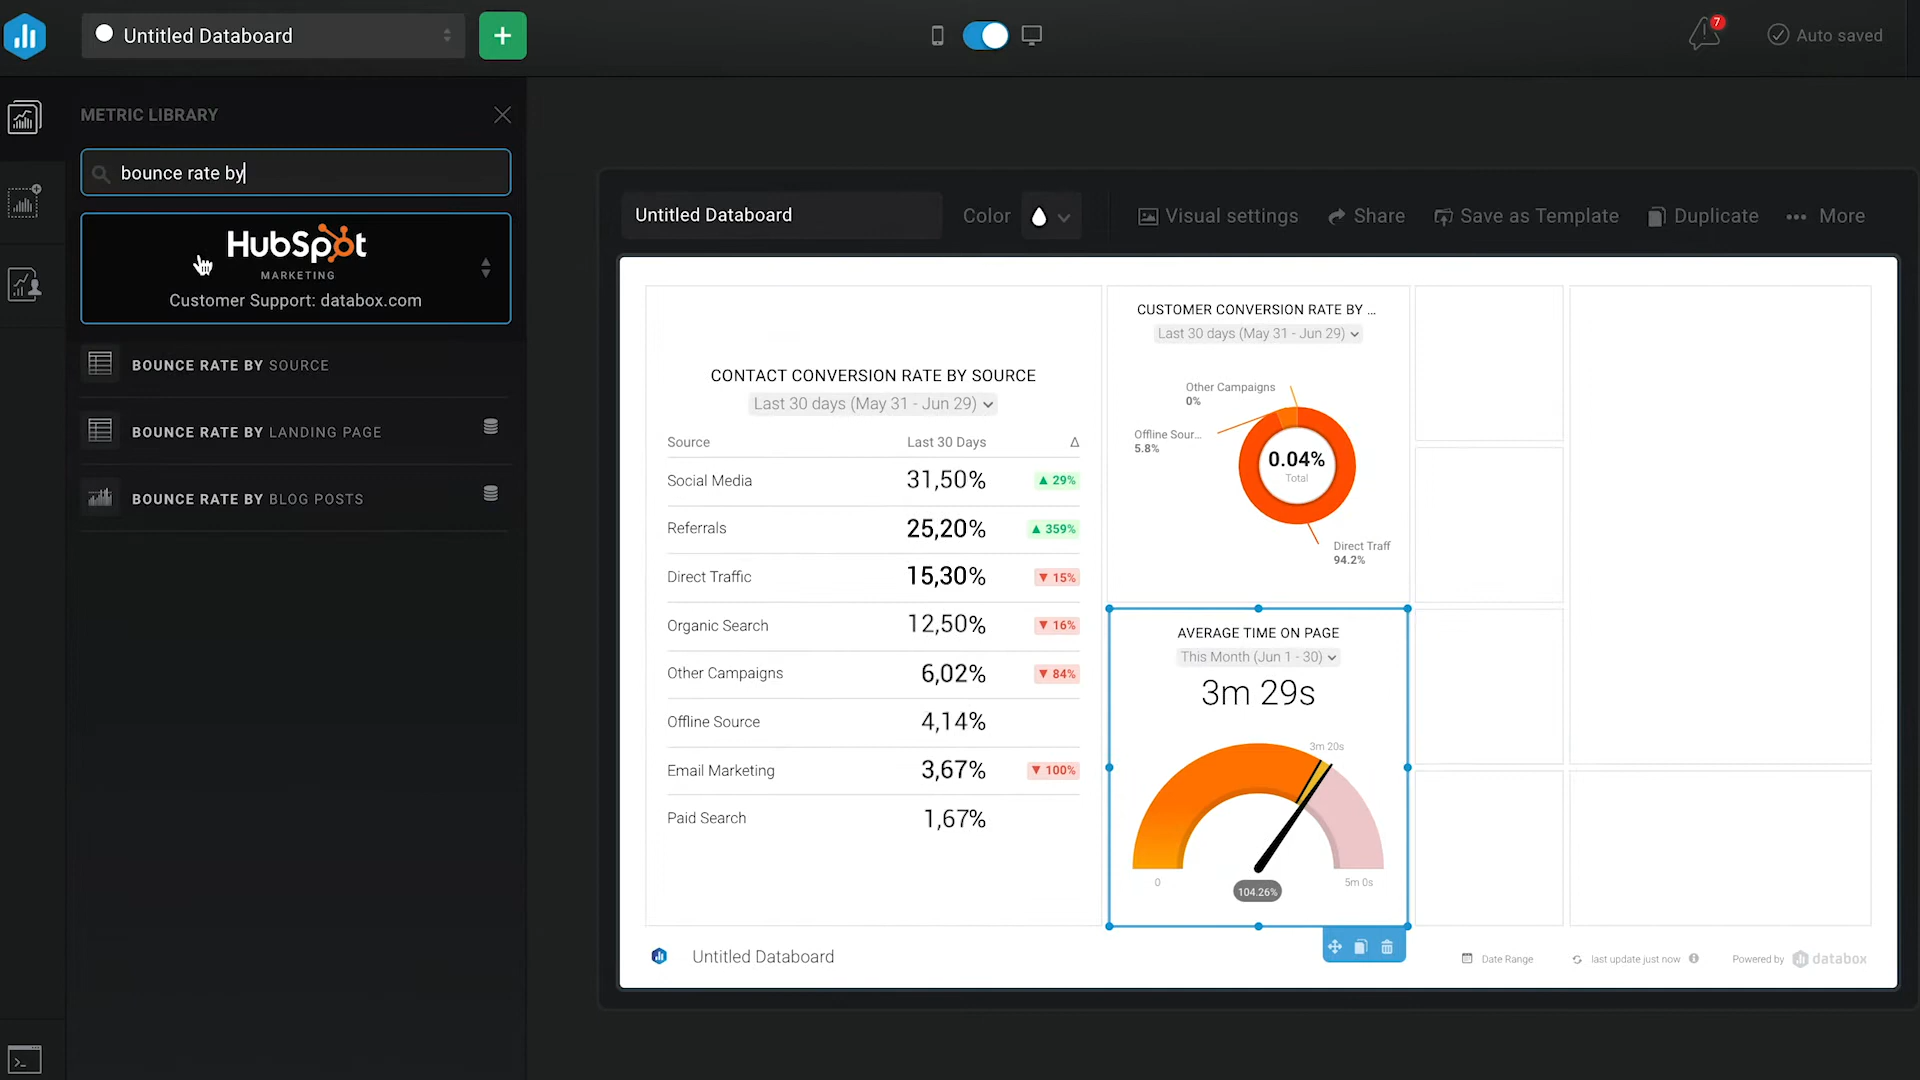 Untitled Databoard
+
7
Auto saved
METRIC LIBRARY
bounce rate by
HubSpot
MARKETING
Customer Support: databox.com
BOUNCE RATE BY SOURCE
BOUNCE RATE BY LANDING PAGE
BOUNCE RATE BY BLOG POSTS
Untitled Databoard
Color
Visual settings
Share
Save as Template
Duplicate
More
CONTACT CONVERSION RATE BY SOURCE
Last 30 days (May 31 - Jun 29)
Source Last 30 Days Δ
Social Media 31,50% ▲ 29%
Referrals 25,20% ▲ 359%
Direct Traffic 15,30% ▼ 15%
Organic Search 12,50% ▼ 16%
Other Campaigns 6,02% ▼ 84%
Offline Source 4,14%
Email Marketing 3,67% ▼ 100%
Paid Search 1,67%
CUSTOMER CONVERSION RATE BY ...
Last 30 days (May 31 - Jun 29)
Other Campaigns
0%
Offline Sour...
5.8%
0.04%
Total
Direct Traff
94.2%
AVERAGE TIME ON PAGE
This Month (Jun 1 - 30)
3m 29s
3m 20s
0
5m 0s
104.26%
Untitled Databoard
Date Range
last update just now
Powered by databox